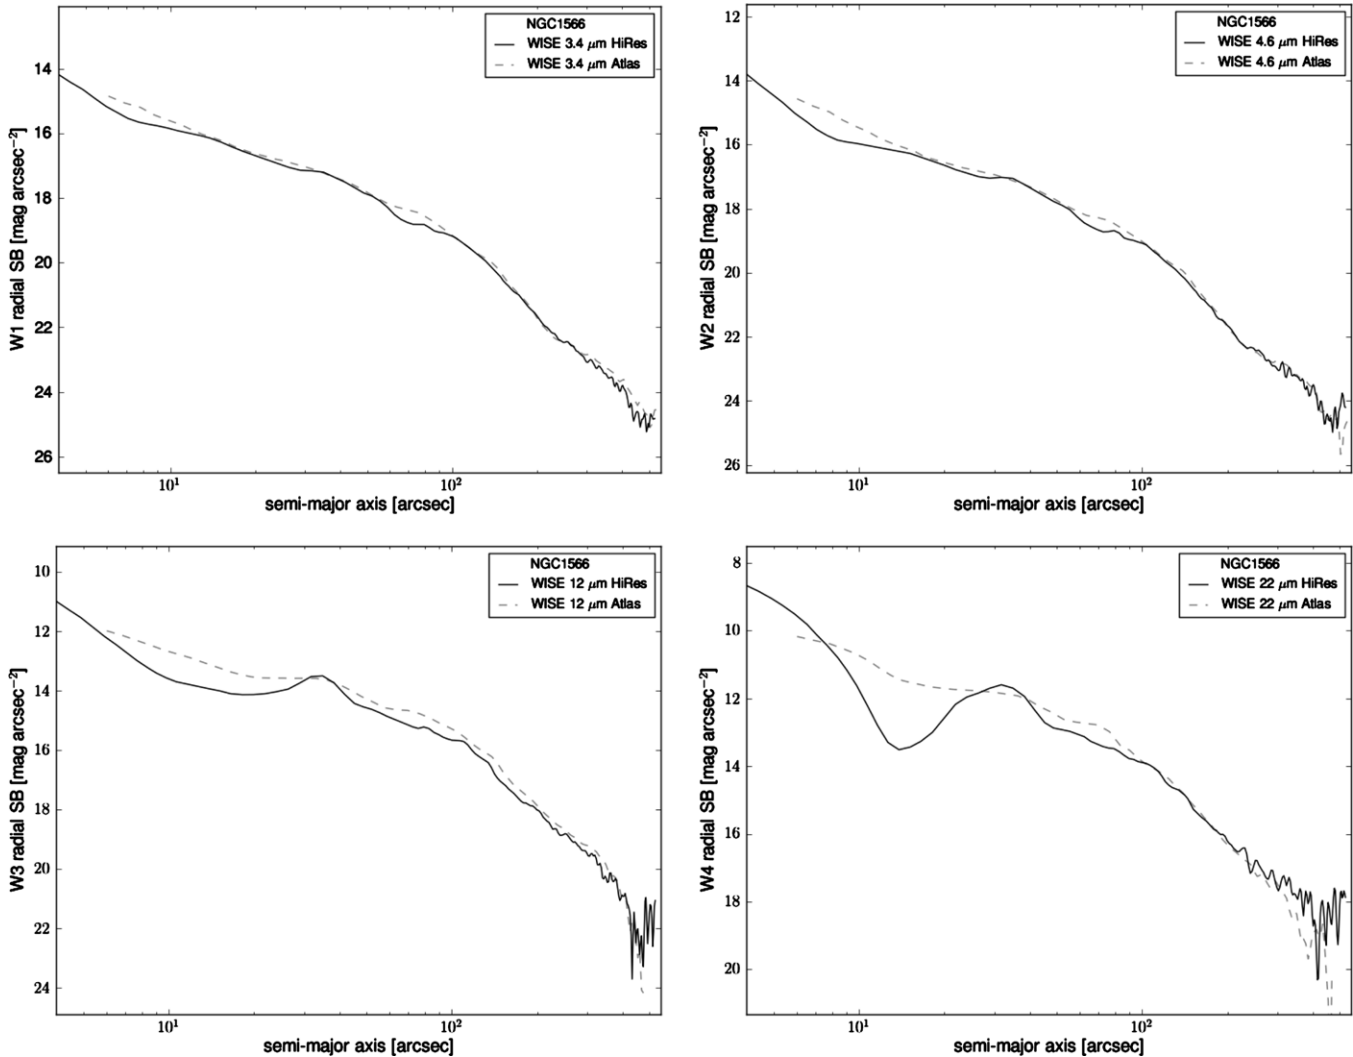 NGC1566
WISE 3.4 μm HiRes
WISE 3.4 μm Atlas
14
16
18
20
22
24
26
W1 radial SB [mag arcsec⁻²]
10¹
10²
semi-major axis [arcsec]
NGC1566
WISE 4.6 μm HiRes
WISE 4.6 μm Atlas
12
14
16
18
20
22
24
26
W2 radial SB [mag arcsec⁻²]
10¹
10²
semi-major axis [arcsec]
NGC1566
WISE 12 μm HiRes
WISE 12 μm Atlas
10
12
14
16
18
20
22
24
W3 radial SB [mag arcsec⁻²]
10¹
10²
semi-major axis [arcsec]
NGC1566
WISE 22 μm HiRes
WISE 22 μm Atlas
8
10
12
14
16
18
20
W4 radial SB [mag arcsec⁻²]
10¹
10²
semi-major axis [arcsec]